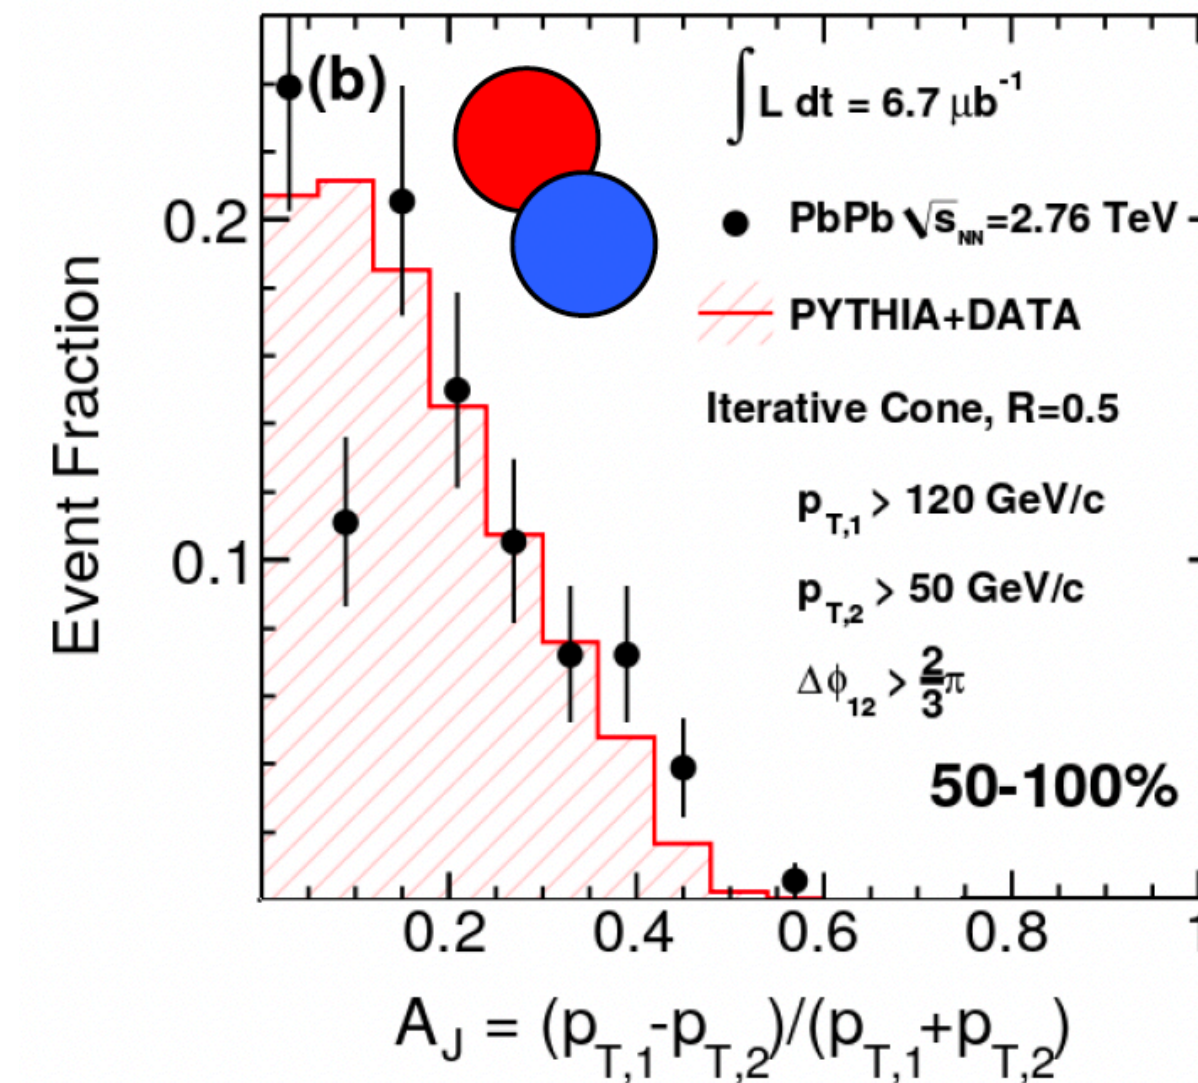 (b)
∫L dt = 6.7 μb⁻¹
PbPb √s_NN=2.76 TeV
PYTHIA+DATA
Iterative Cone, R=0.5
p_T,1 > 120 GeV/c
p_T,2 > 50 GeV/c
Δϕ_12 > 2/3 π
50-100%
Event Fraction
0.2
0.1
0.2 0.4 0.6 0.8 1
A_J = (p_T,1-p_T,2)/(p_T,1+p_T,2)